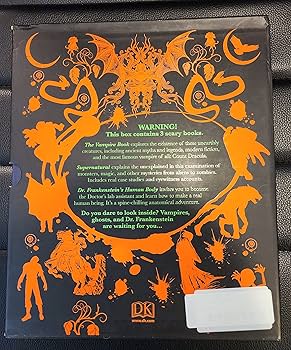 WARNING!
This box contains 3 scary books.
The Vampire Book explores the existence of these unearthly
creatures, including ancient myths and legends, modern fiction,
and the most famous vampire of all: Count Dracula.
Supernatural explains the unexplained in this examination of
monsters, magic, and other mysteries from aliens to zombies.
Includes real case studies and eyewitness accounts.
Dr. Frankenstein's Human Body invites you to become
the Doctor's lab assistant and learn how to make a real
human being. It's a spine-chilling anatomical adventure.
Do you dare to look inside? Vampires,
ghosts, and Dr. Frankenstein
are waiting for you...
DK
www.dk.com